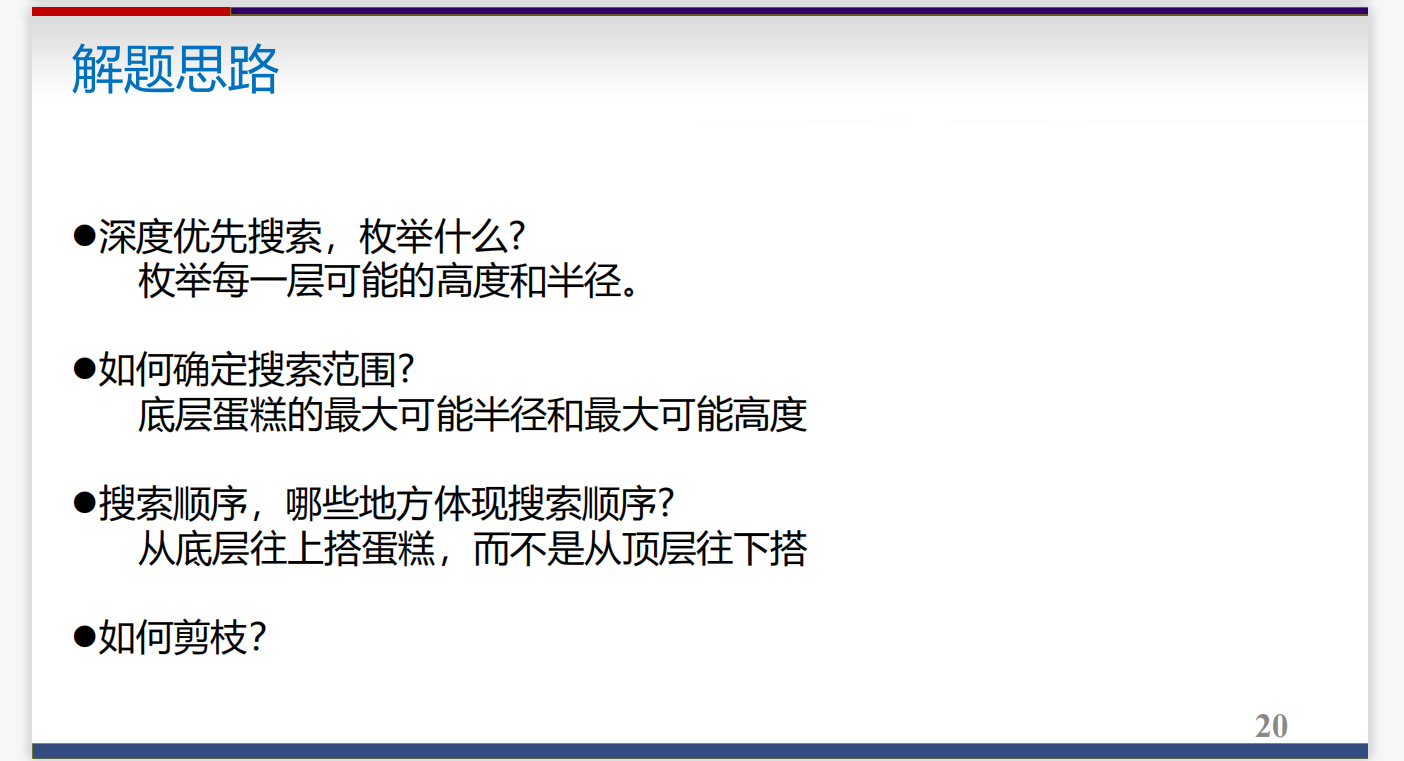 解题思路
●深度优先搜索，枚举什么?
枚举每一层可能的高度和半径。
●如何确定搜索范围?
底层蛋糕的最大可能半径和最大可能高度
●搜索顺序，哪些地方体现搜索顺序?
从底层往上搭蛋糕，而不是从顶层往下搭
●如何剪枝？
20